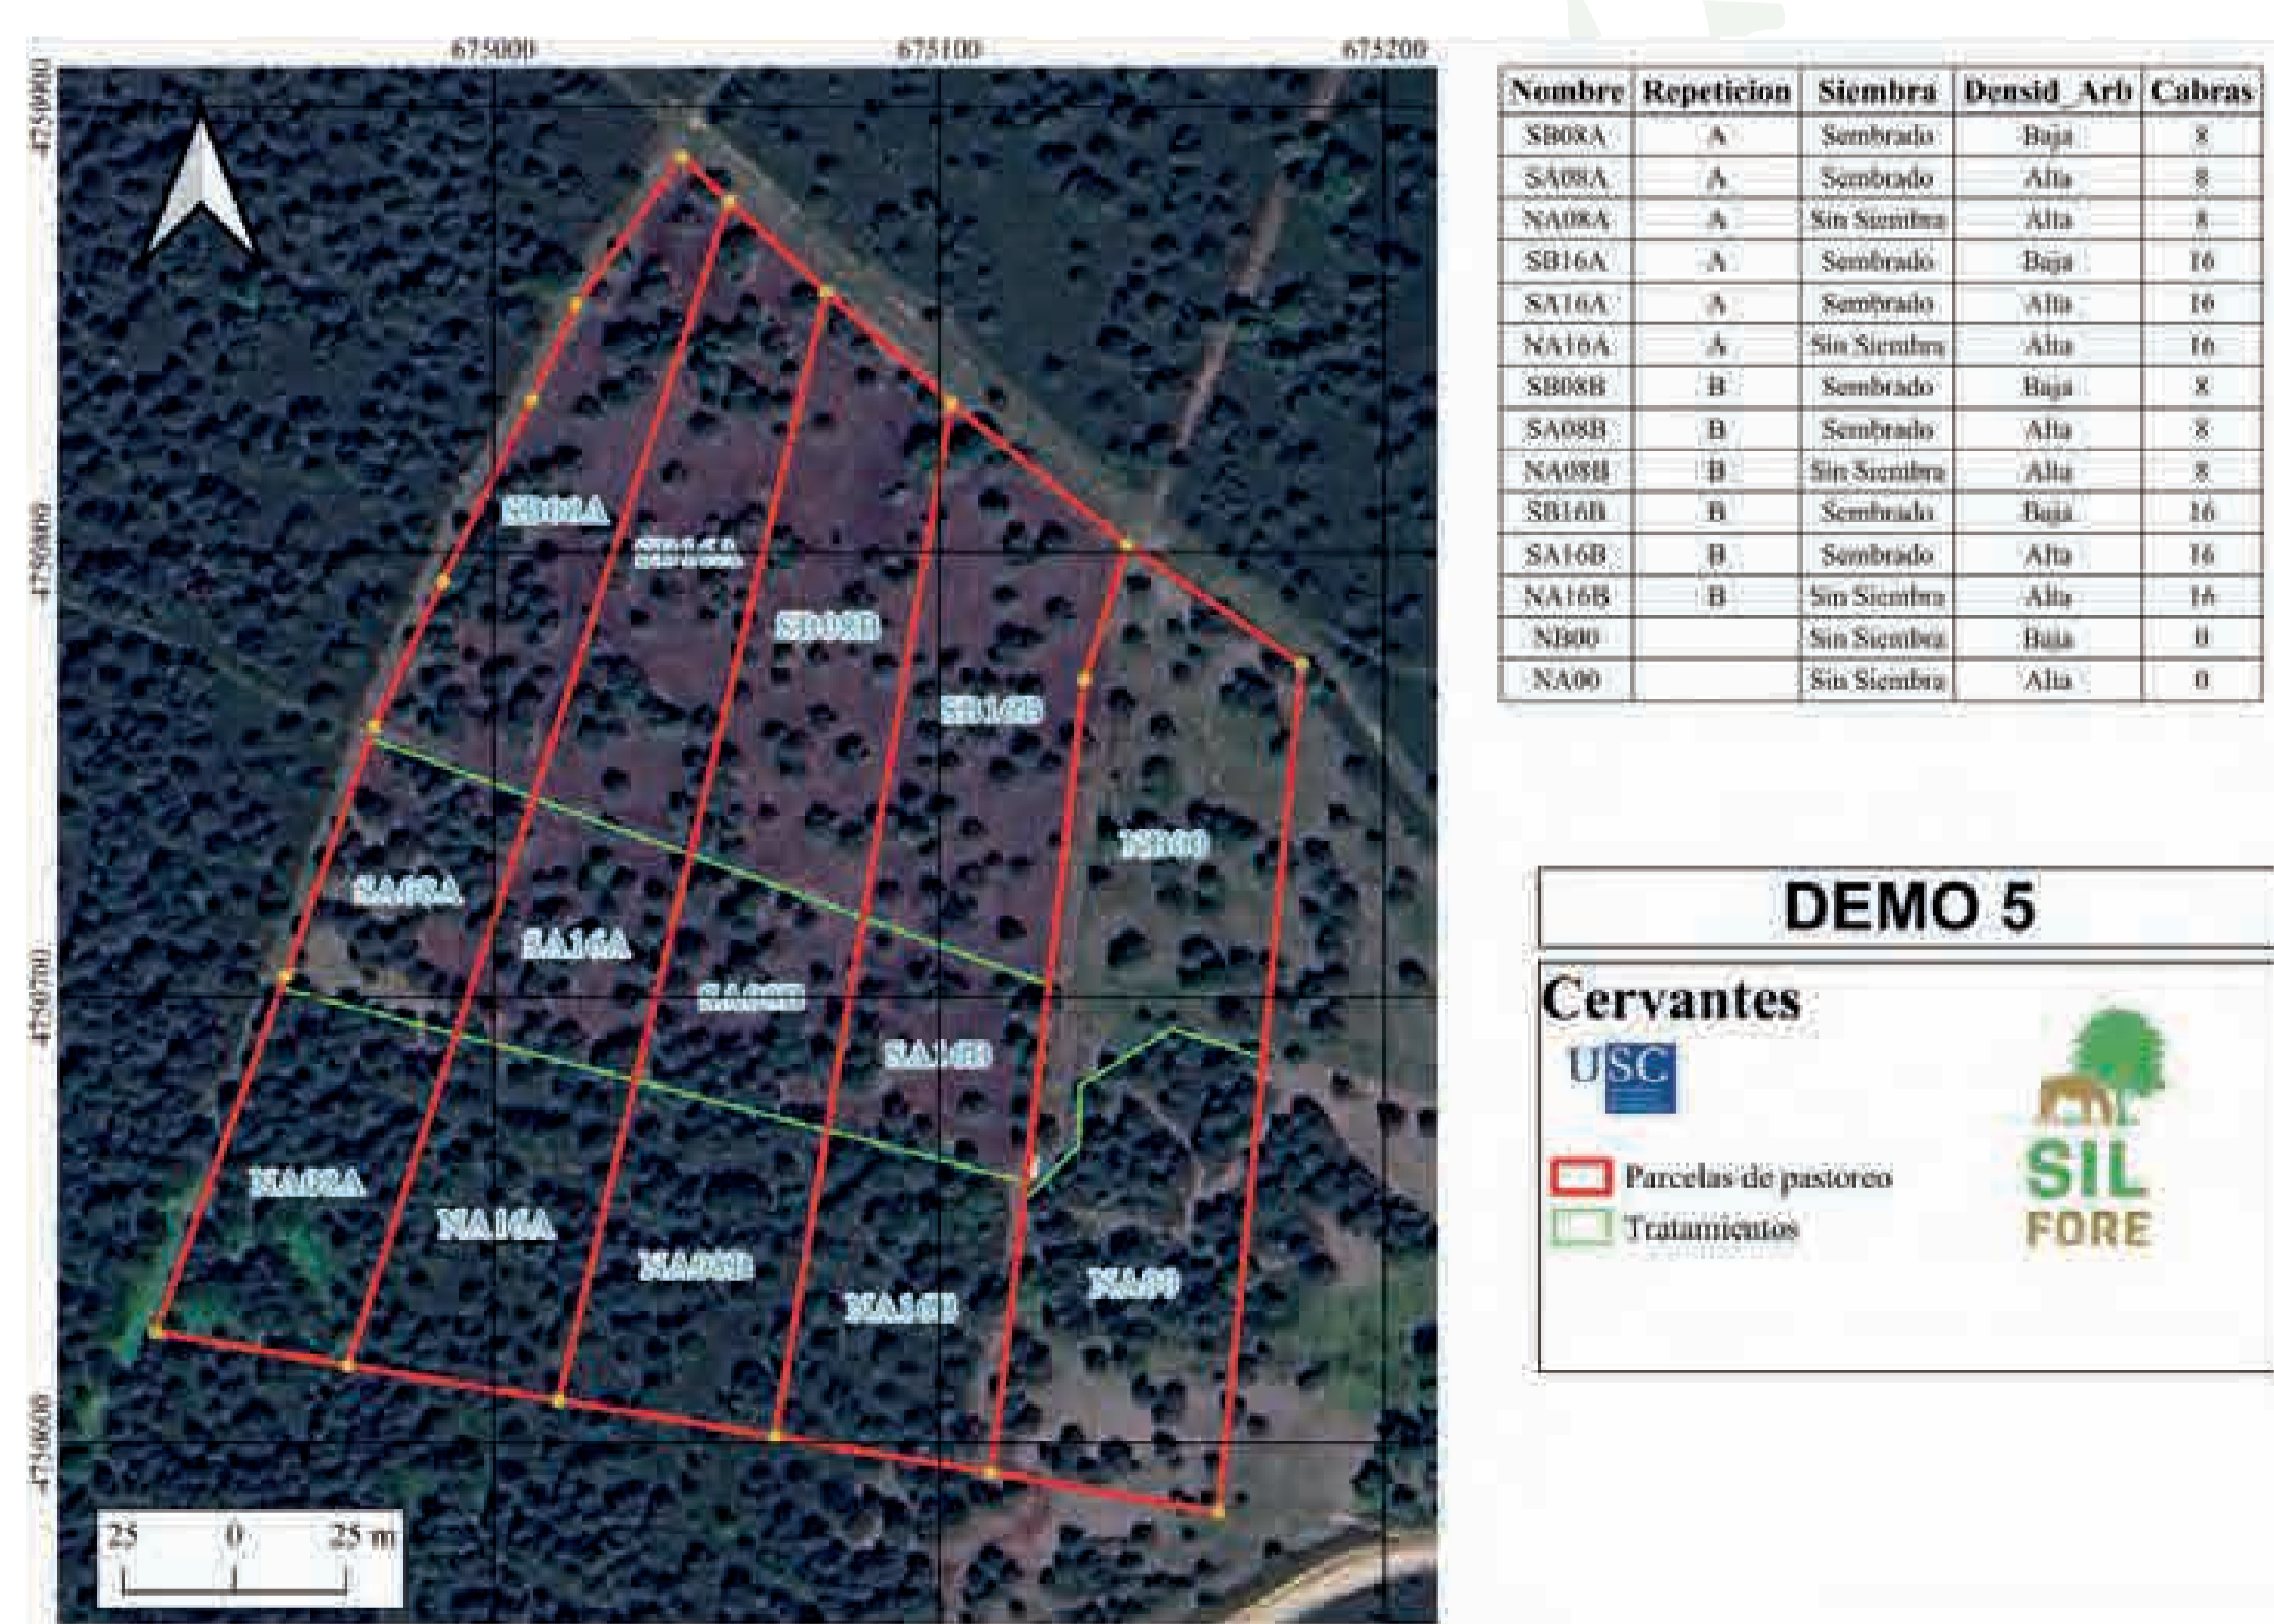 675000 675100 675200
4750900
4750800
4750700
4750600
SB08A
SB16A
SB08B
SB16B
NB00
SA08A
SA16A
SA08B
SA16B
NA08A
NA16A
NA08B
NA16B
NA00
25 0 25 m
Nombre Repeticion Siembra Densid_Arb Cabras
SB08A A Sembrado Baja 8
SA08A A Sembrado Alta 8
NA08A A Sin Siembra Alta 8
SB16A A Sembrado Baja 16
SA16A A Sembrado Alta 16
NA16A A Sin Siembra Alta 16
SB08B B Sembrado Baja 8
SA08B B Sembrado Alta 8
NA08B B Sin Siembra Alta 8
SB16B B Sembrado Baja 16
SA16B B Sembrado Alta 16
NA16B B Sin Siembra Alta 16
NB00 Sin Siembra Baja 0
NA00 Sin Siembra Alta 0
DEMO 5
Cervantes
USC
Parcelas de pastoreo
Tratamientos
SIL
FORE